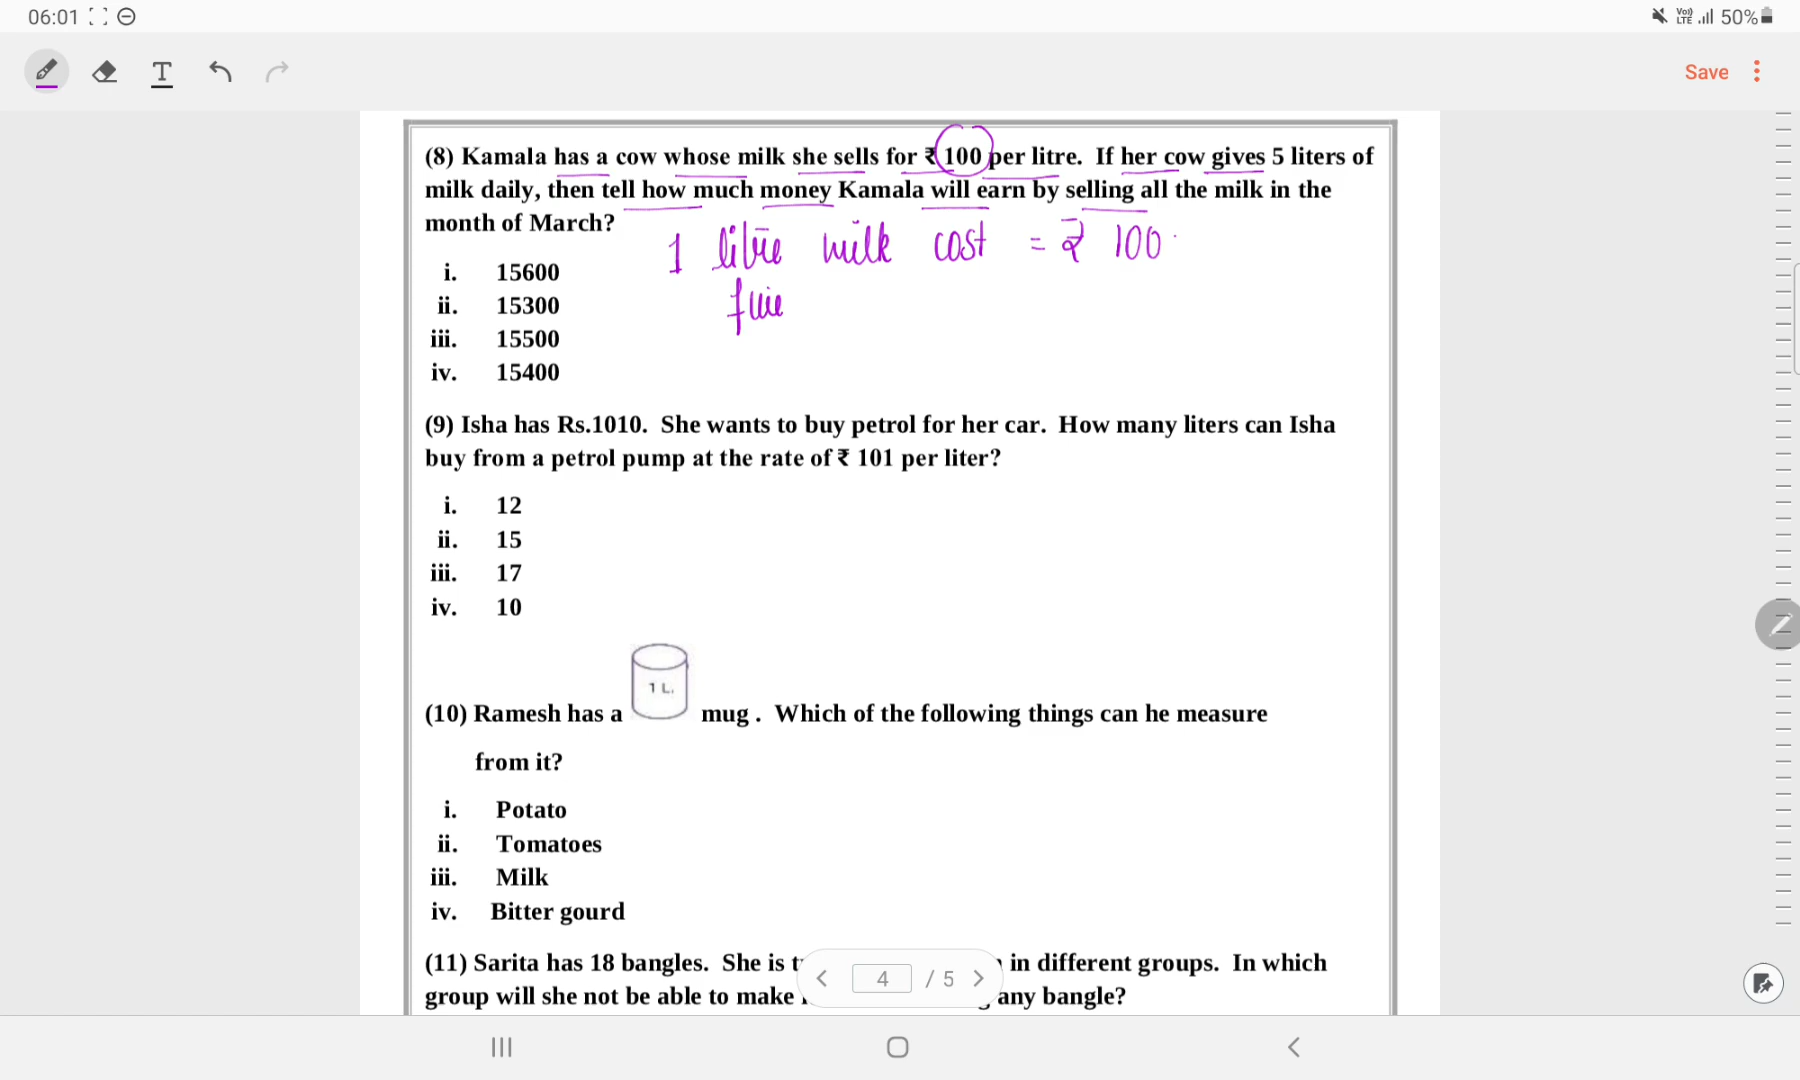 06:01 50%
Save
(8) Kamala has a cow whose milk she sells for ₹ 100 per litre. If her cow gives 5 liters of
milk daily, then tell how much money Kamala will earn by selling all the milk in the
month of March?
1 litre milk cost = ₹ 100
i. 15600
ii. 15300
iii. 15500
iv. 15400
(9) Isha has Rs.1010. She wants to buy petrol for her car. How many liters can Isha
buy from a petrol pump at the rate of ₹ 101 per liter?
i. 12
ii. 15
iii. 17
iv. 10
1 L.
(10) Ramesh has a mug . Which of the following things can he measure
from it?
i. Potato
ii. Tomatoes
iii. Milk
iv. Bitter gourd
(11) Sarita has 18 bangles. She is in different groups. In which
group will she not be able to make any bangle?
4 / 5